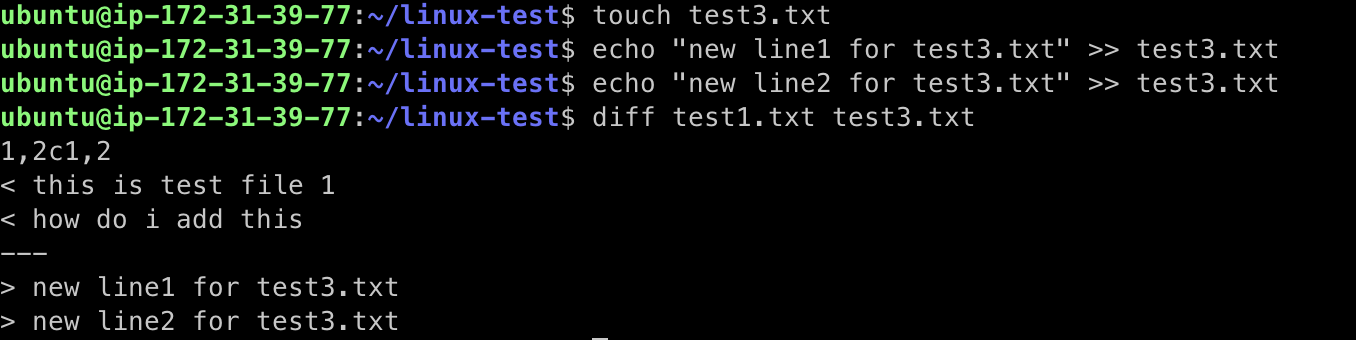 ubuntu@ip-172-31-39-77:~/linux-test$ touch test3.txt
ubuntu@ip-172-31-39-77:~/linux-test$ echo "new line1 for test3.txt" >> test3.txt
ubuntu@ip-172-31-39-77:~/linux-test$ echo "new line2 for test3.txt" >> test3.txt
ubuntu@ip-172-31-39-77:~/linux-test$ diff test1.txt test3.txt
1,2c1,2
< this is test file 1
< how do i add this
---
> new line1 for test3.txt
> new line2 for test3.txt